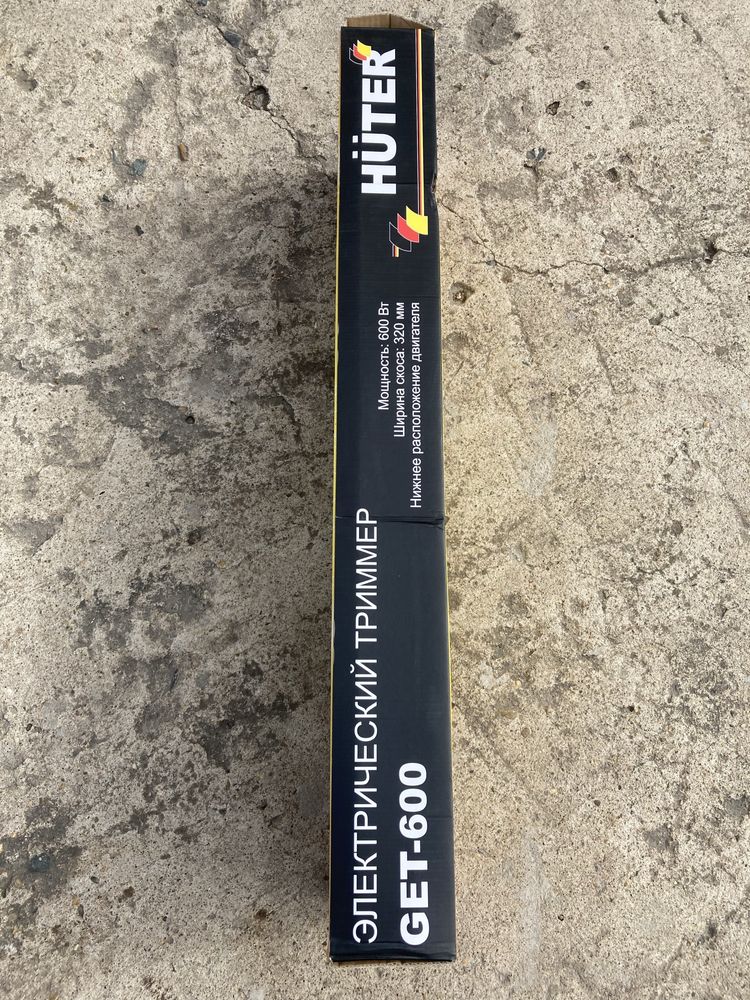 ЭЛЕКТРИЧЕСКИЙ ТРИММЕР
GET-600
Мощность: 600 Вт
Ширина скоса: 320 мм
Нижнее расположение двигателя
HÜTER